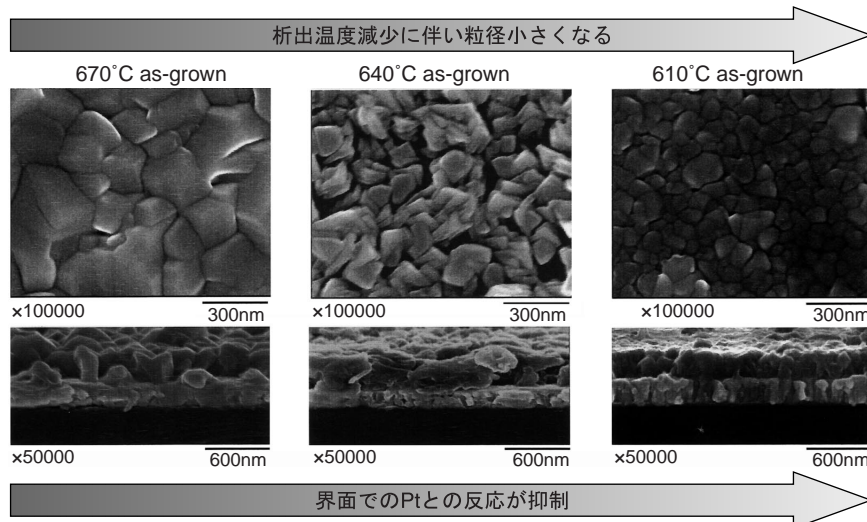 析出温度減少に伴い粒径小さくなる
670°C as-grown
640°C as-grown
610°C as-grown
×100000
300nm
×100000
300nm
×100000
300nm
×50000
600nm
×50000
600nm
×50000
600nm
界面でのPtとの反応が抑制